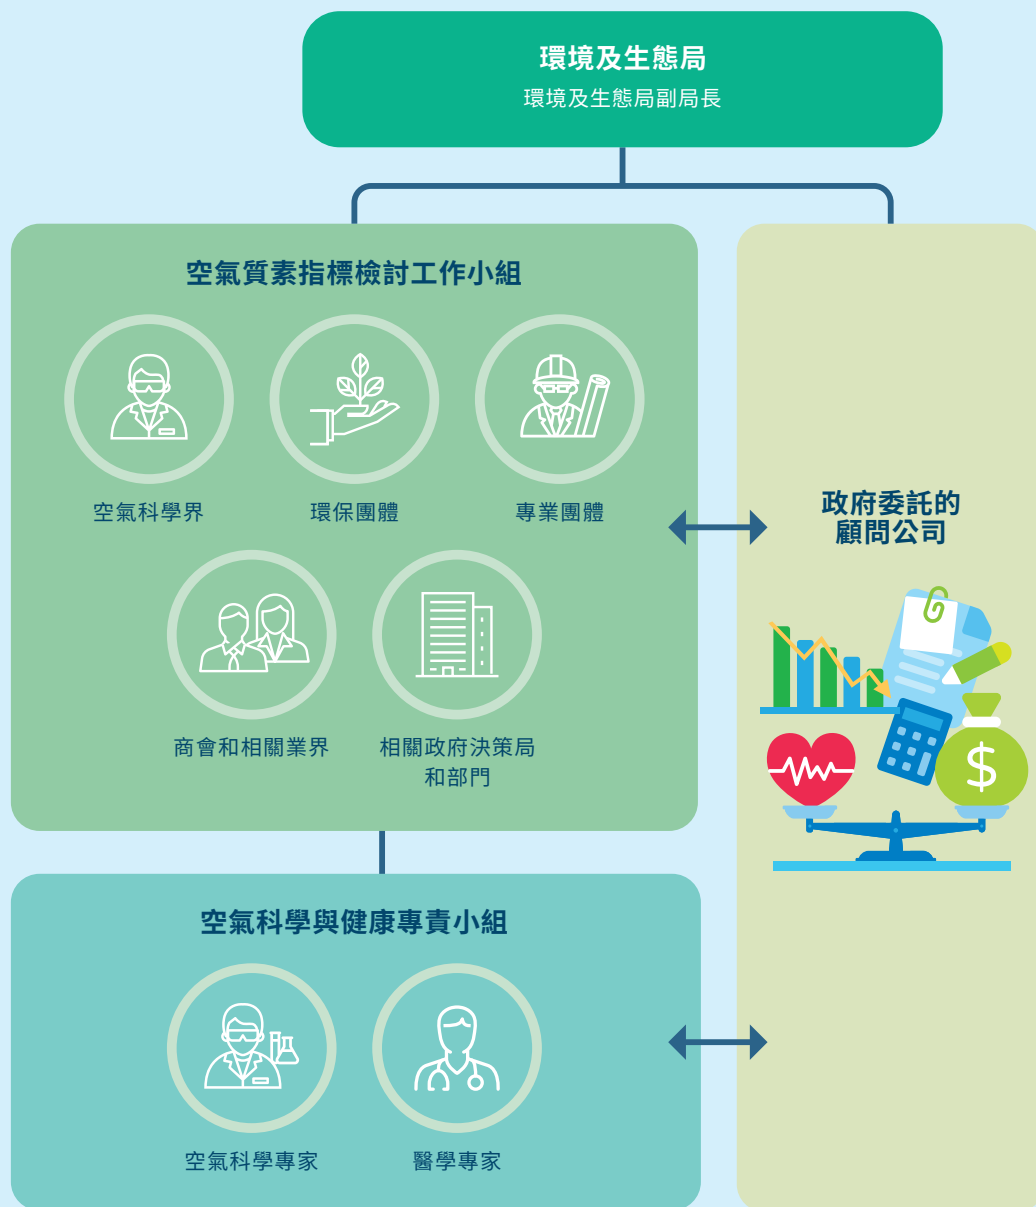 環境及生態局
環境及生態局副局長
空氣質素指標檢討工作小組
空氣科學界
環保團體
專業團體
商會和相關業界
相關政府決策局
和部門
政府委託的
顧問公司
$
空氣科學與健康專責小組
空氣科學專家
醫學專家